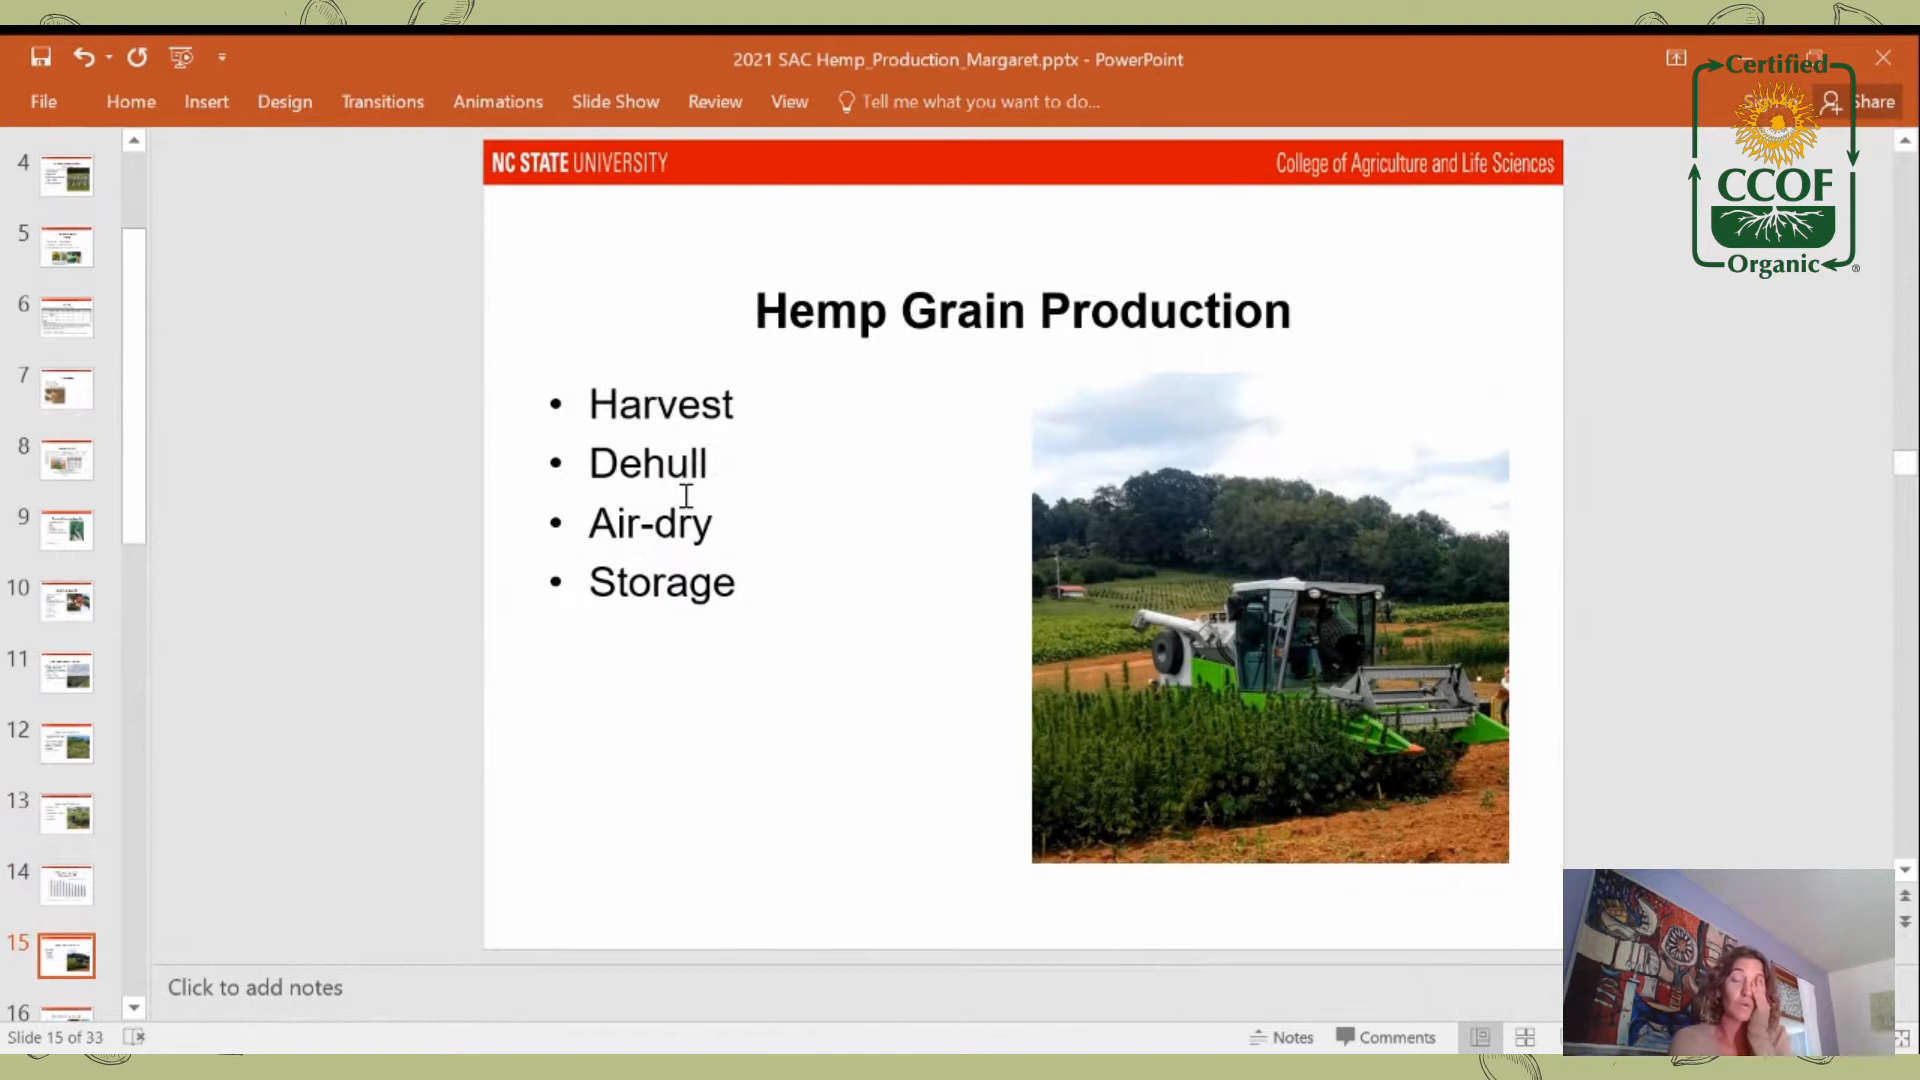 2021 SAC Hemp_Production_Margaret.pptx - PowerPoint
File Home Insert Design Transitions Animations Slide Show Review View Tell me what you want to do...
Share
Certified
CCOF
Organic
®
NC STATE UNIVERSITY College of Agriculture and Life Sciences
Hemp Grain Production
• Harvest
• Dehull
• Air-dry
• Storage
4
5
6
7
8
9
10
11
12
13
14
15
16
Click to add notes
Slide 15 of 33
Notes Comments